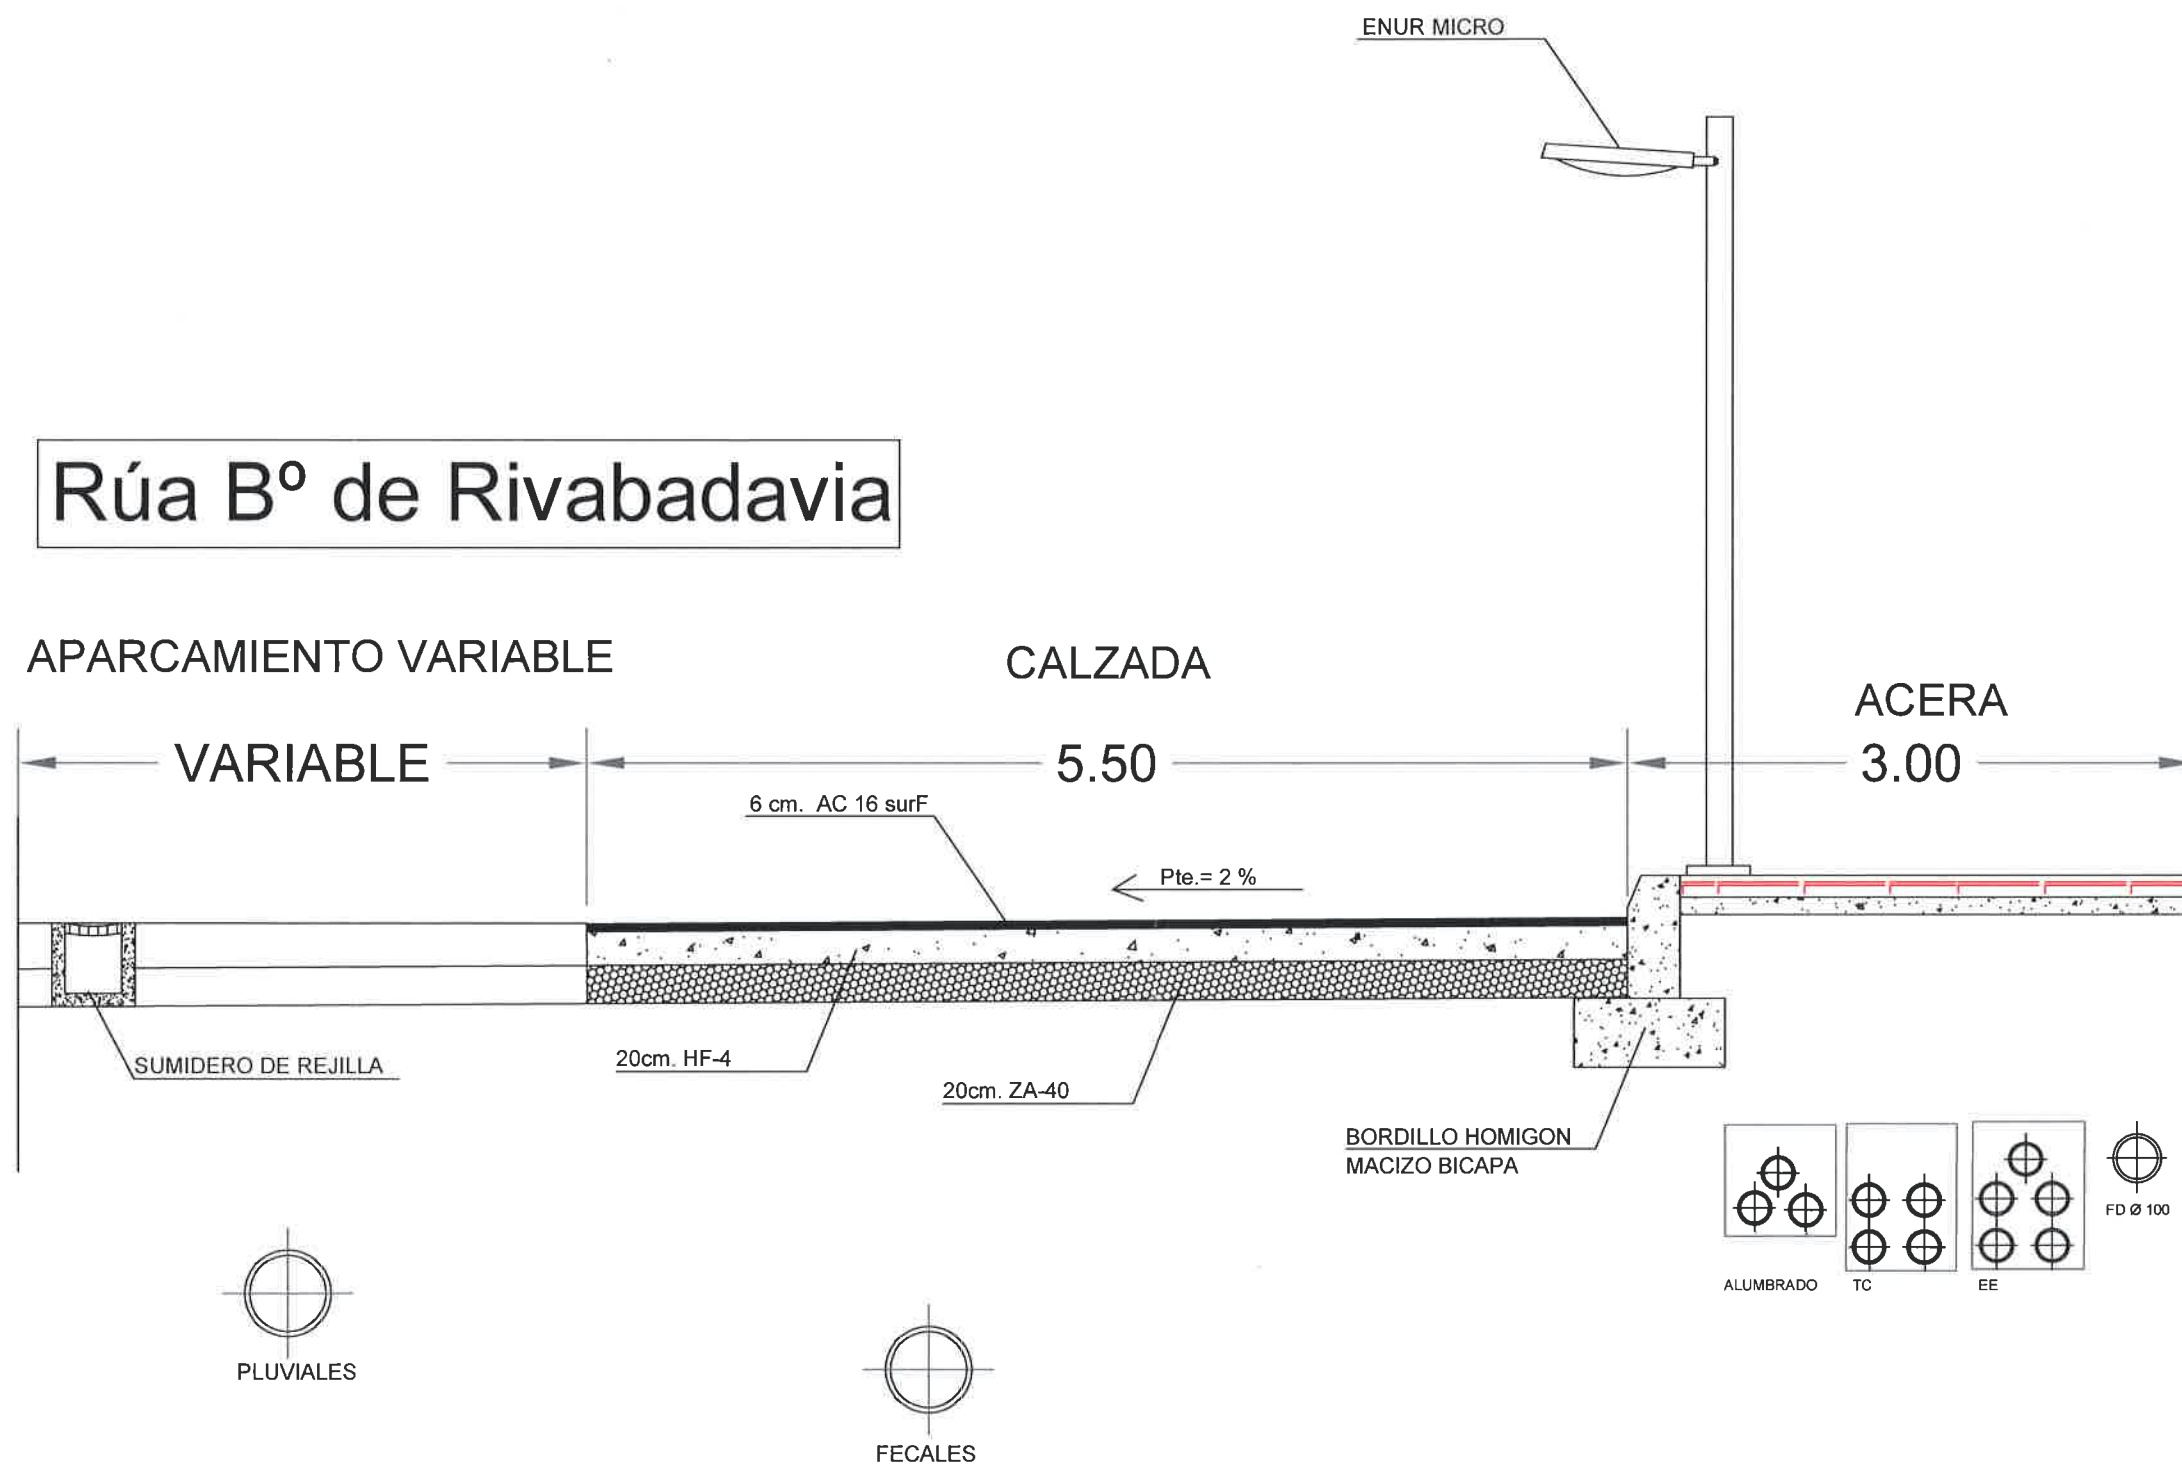 ENUR MICRO
Rúa Bº de Rivabadavia
APARCAMIENTO VARIABLE
CALZADA
ACERA
VARIABLE
5.50
3.00
6 cm. AC 16 surF
Pte.= 2 %
SUMIDERO DE REJILLA
20cm. HF-4
20cm. ZA-40
BORDILLO HOMIGON
MACIZO BICAPA
FD Ø 100
ALUMBRADO
TC
EE
PLUVIALES
FECALES